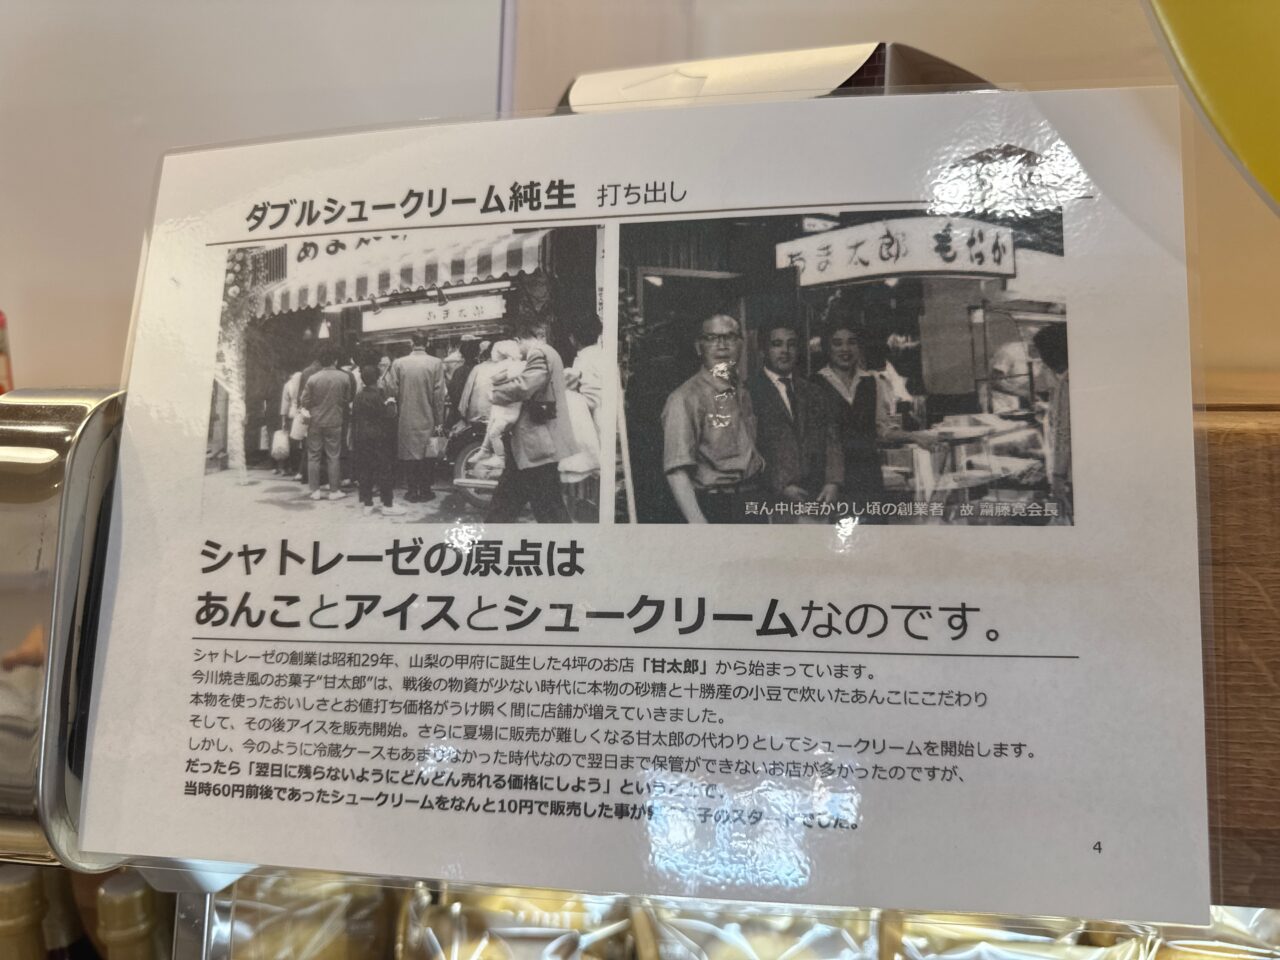 ダブルシュークリーム純生 打ち出し
あま太郎
あま太郎
あま太郎 もなか
真ん中は若かりし頃の創業者 故 齋藤寛会長
シャトレーゼの原点は
あんことアイスとシュークリームなのです。
シャトレーゼの創業は昭和29年、山梨の甲府に誕生した4坪のお店「甘太郎」から始まっています。
今川焼き風のお菓子“甘太郎”は、戦後の物資が少ない時代に本物の砂糖と十勝産の小豆で炊いたあんこにこだわり
本物を使ったおいしさとお値打ち価格がうけ瞬く間に店舗が増えていきました。
そして、その後アイスを販売開始。さらに夏場に販売が難しくなる甘太郎の代わりとしてシュークリームを開始します。
しかし、今のように冷蔵ケースもあまりなかった時代なので翌日まで保管ができないお店が多かったのですが、
だったら「翌日に残らないようにどんどん売れる価格にしよう」ということで、
当時60円前後であったシュークリームをなんと10円で販売した事が 子のスタートでした。
4